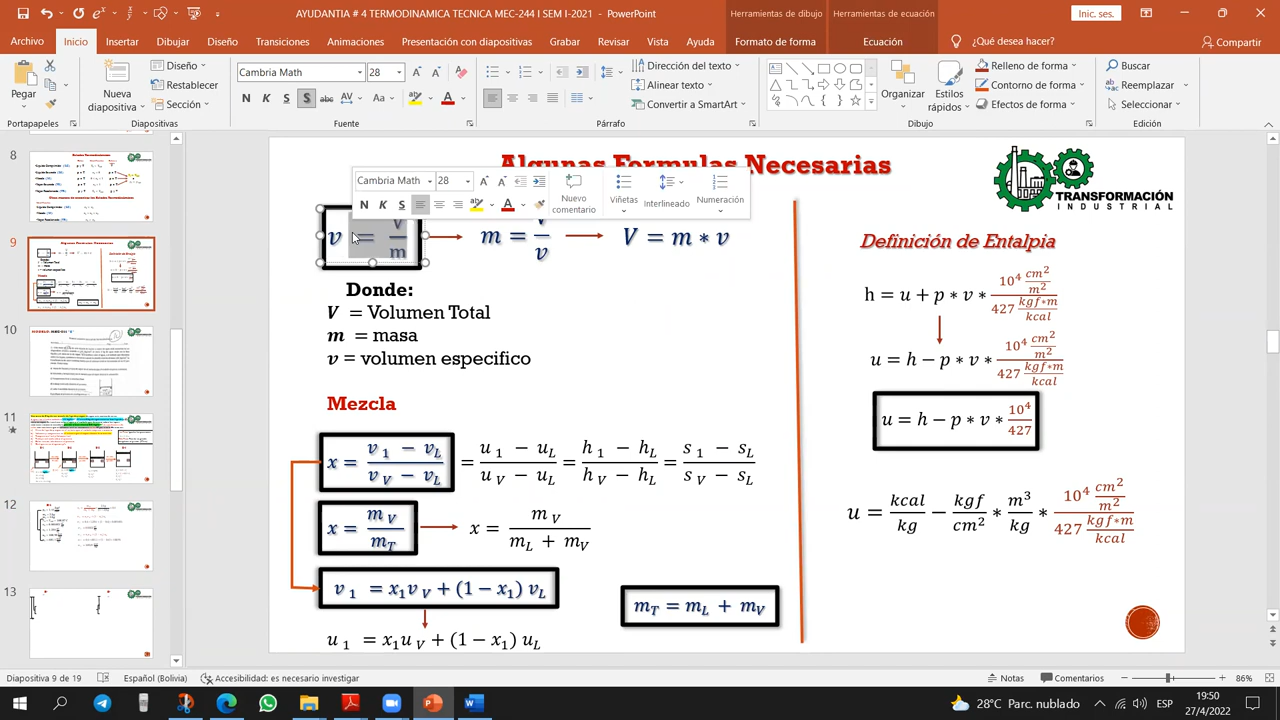 AYUDANTIA # 4 TERMODINAMICA TECNICA MEC-244 I SEM I-2021 - PowerPoint
Herramientas de dibujo
Herramientas de ecuación
Inic. ses.
Archivo Inicio Insertar Dibujar Diseño Transiciones Animaciones Presentación con diapositivas Grabar Revisar Vista Ayuda Formato de forma Ecuación ¿Qué desea hacer? Compartir
Pegar
Nueva diapositiva
Diseño
Restablecer
Sección
Cambria Math 28
N K S S abc AV Aa A
Dirección del texto
Alinear texto
Convertir a SmartArt
Organizar
Estilos rápidos
Relleno de forma
Contorno de forma
Efectos de forma
Buscar
Reemplazar
Seleccionar
Portapapeles Diapositivas Fuente Párrafo Dibujo Edición
8
9
10
11
12
13
Algunas Formulas Necesarias
Cambria Math 28
N K S A
Nuevo comentario
Viñetas
Interlineado
Numeración
TRANSFORMACIÓN
INDUSTRIAL
v = V/m
m = V/v
V = m ∗ v
Donde:
V = Volumen Total
m = masa
v = volumen especifico
Mezcla
x = (v₁ − v_L)/(v_V − v_L) = (u₁ − u_L)/(u_V − u_L) = (h₁ − h_L)/(h_V − h_L) = (s₁ − s_L)/(s_V − s_L)
x = m_V/m_T
x = m_V/(m_L + m_V)
v₁ = x₁v_V + (1 − x₁) v_L
u₁ = x₁u_V + (1 − x₁) u_L
m_T = m_L + m_V
Definición de Entalpia
h = u + p ∗ v ∗ (10⁴ cm²/m²)/(427 kgf∗m/kcal)
u = h − p ∗ v ∗ (10⁴ cm²/m²)/(427 kgf∗m/kcal)
u = h − p ∗ v ∗ 10⁴/427
u = kcal/kg − kgf/cm² ∗ m³/kg ∗ (10⁴ cm²/m²)/(427 kgf∗m/kcal)
Diapositiva 9 de 19 Español (Bolivia) Accesibilidad: es necesario investigar Notas Comentarios 86%
28°C Parc. nublado ESP 19:50
27/4/2022